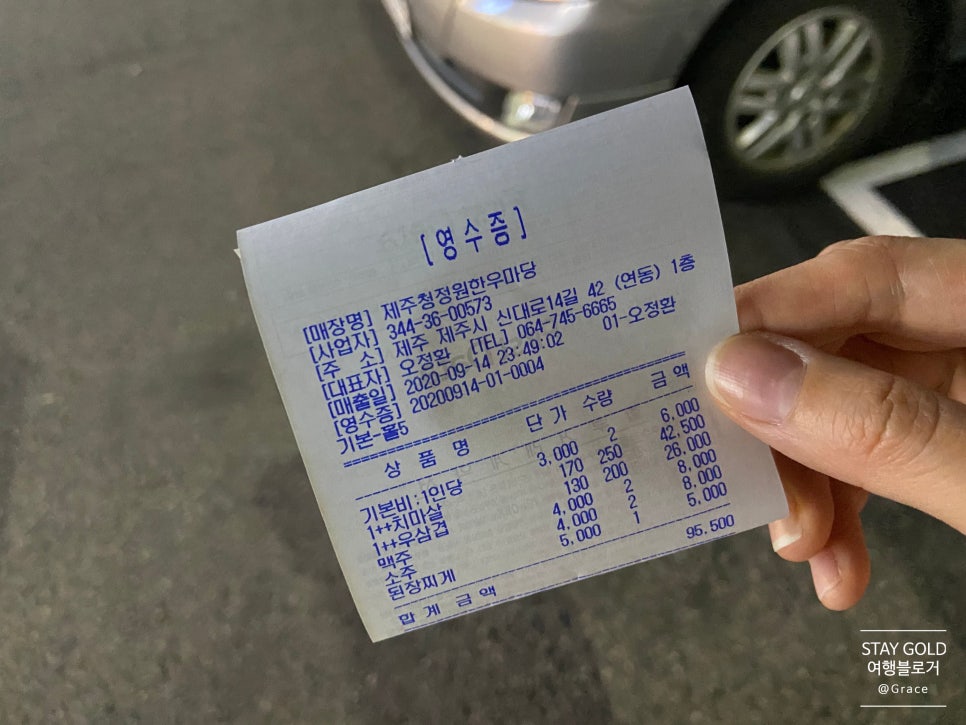 [영수증]
[매장명] 제주청정원한우마당
[사업자] 344-36-00573
[주 소] 제주 제주시 신대로14길 42 (연동) 1층
[대표자] 오정환 [TEL] 064-745-6665
[매출일] 2020-09-14 23:49:02 01-오정환
[영수증] 20200914-01-0004
기본-홀5
상 품 명 단 가 수량 금 액
기본비:1인당 3,000 2 6,000
1++치마살 170 250 42,500
1++우삼겹 130 200 26,000
맥주 4,000 2 8,000
소주 4,000 2 8,000
된장찌게 5,000 1 5,000
합 계 금 액 95,500
STAY GOLD
여행블로거
@Grace